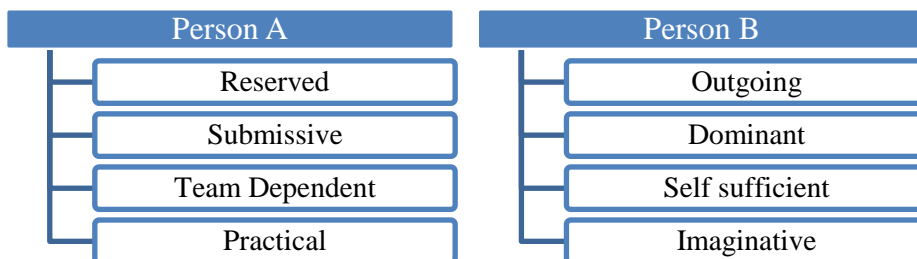 Person A
Reserved
Submissive
Team Dependent
Practical
Person B
Outgoing
Dominant
Self sufficient
Imaginative